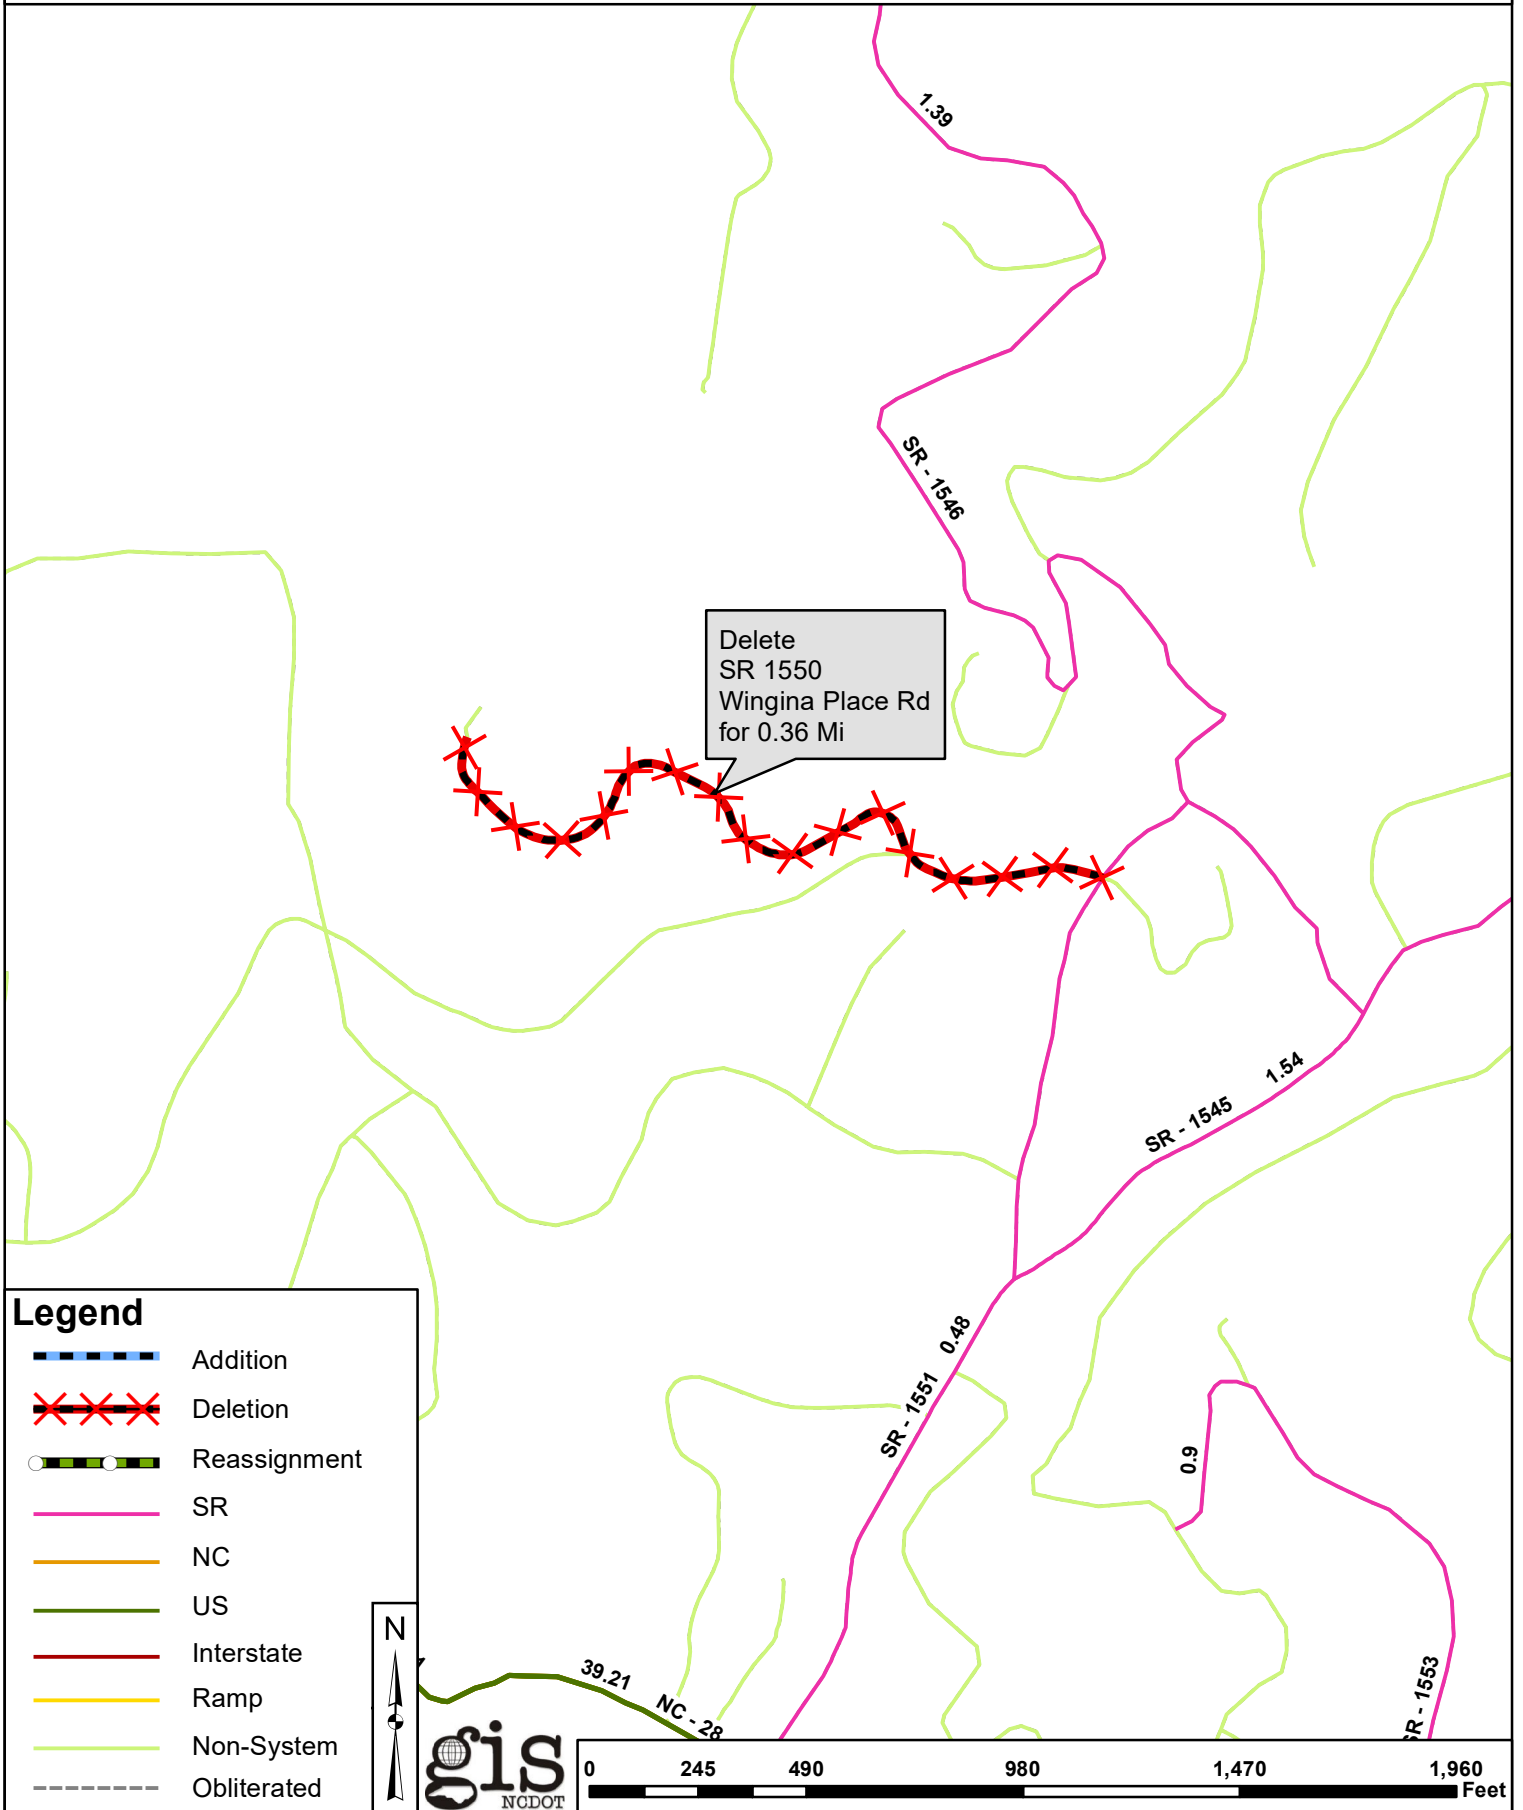 1.39
SR - 1546
Delete
SR 1550
Wingina Place Rd
for 0.36 Mi
1.54
SR - 1545
0.48
SR - 1551
0.9
SR - 1553
39.21
NC - 28
Legend
Addition
Deletion
Reassignment
SR
NC
US
Interstate
Ramp
Non-System
Obliterated
N
gis
NCDOT
0 245 490 980 1,470 1,960
Feet